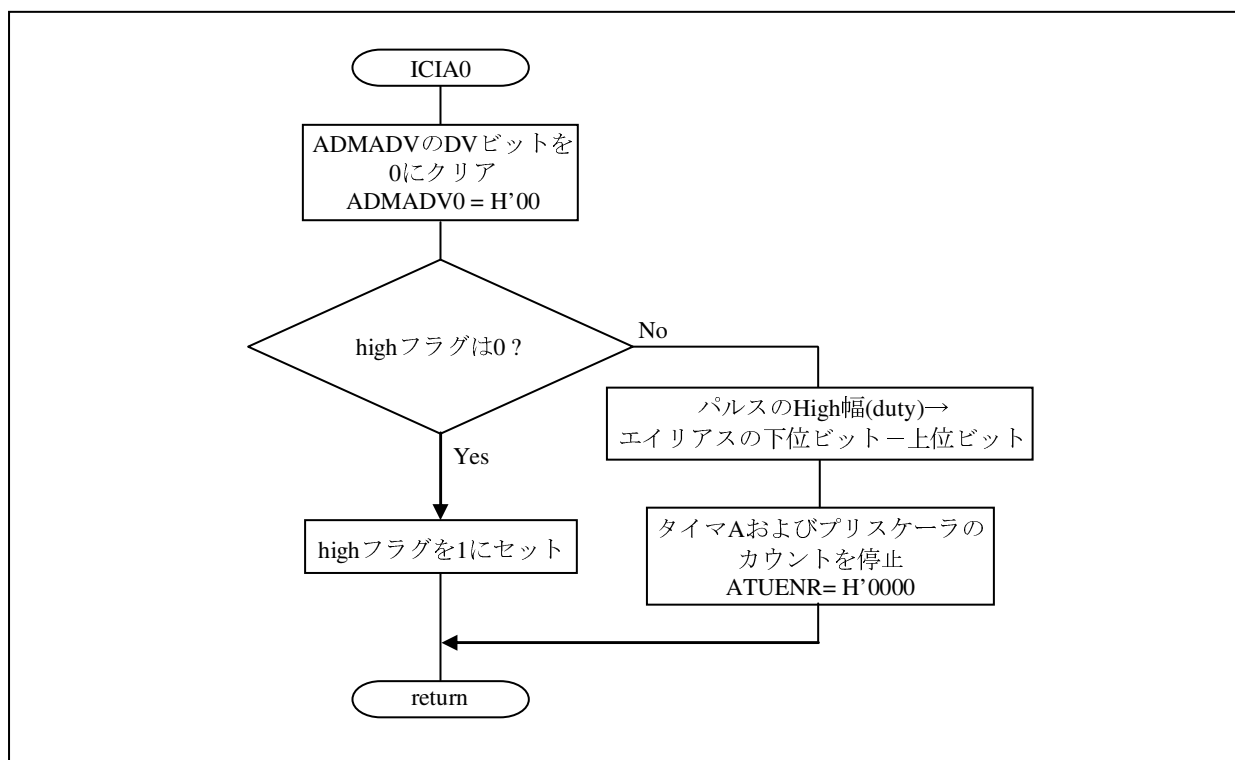 ICIA0
ADMADVのDVビットを
0にクリア
ADMADV0 = H’00
highフラグは0？
No
パルスのHigh幅(duty)→
エイリアスの下位ビット－上位ビット
Yes
highフラグを1にセット
タイマAおよびプリスケーラの
カウントを停止
ATUENR= H’0000
return